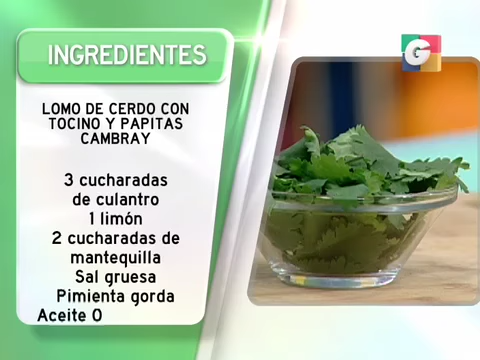 INGREDIENTES
G
LOMO DE CERDO CON
TOCINO Y PAPITAS
CAMBRAY
3 cucharadas
de culantro
1 limón
2 cucharadas de
mantequilla
Sal gruesa
Pimienta gorda
Aceite O